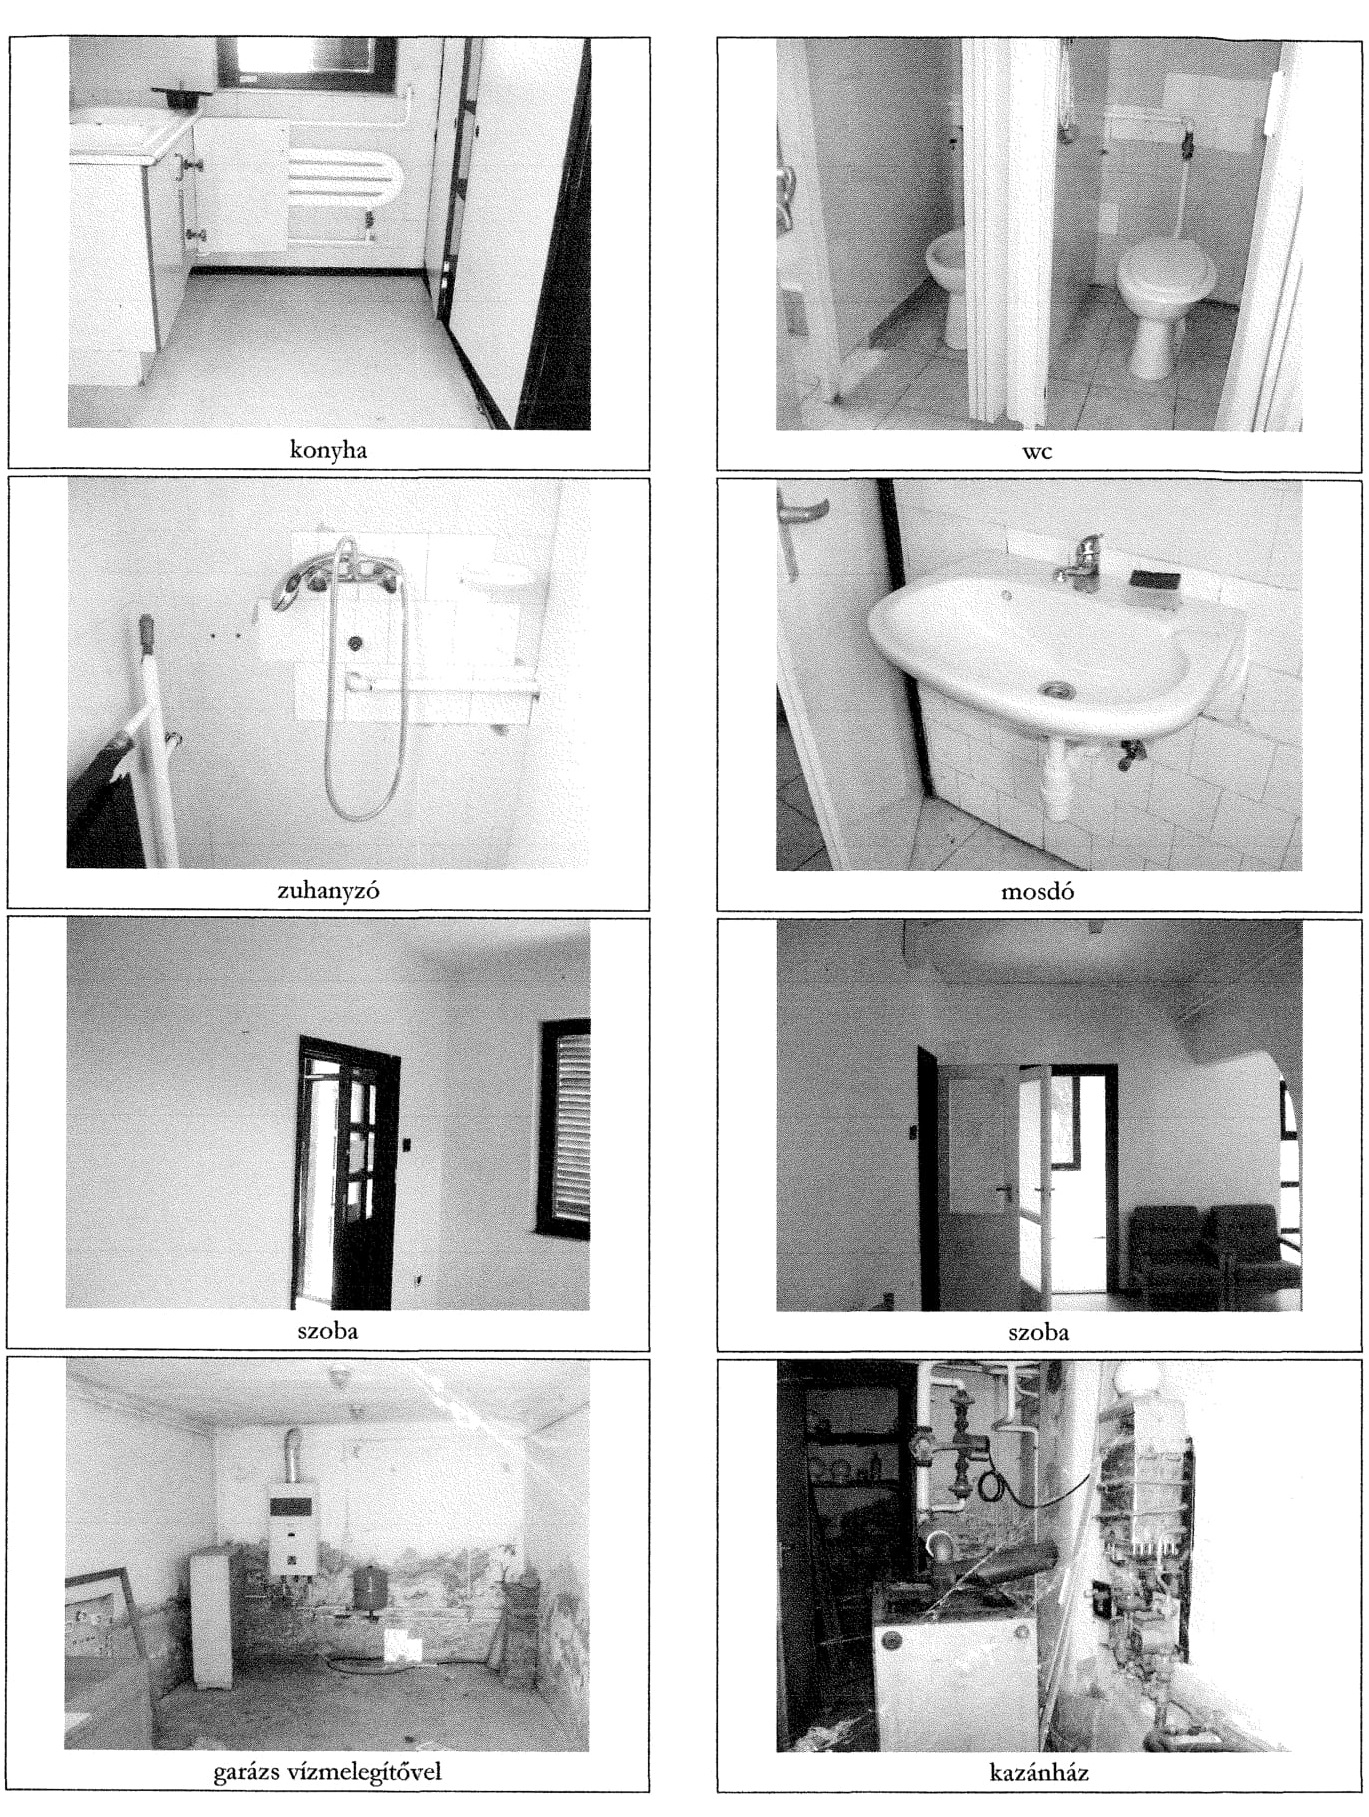 konyha
wc
zuhanyzó
mosdó
szoba
szoba
garázs vízmelegítővel
kazánház